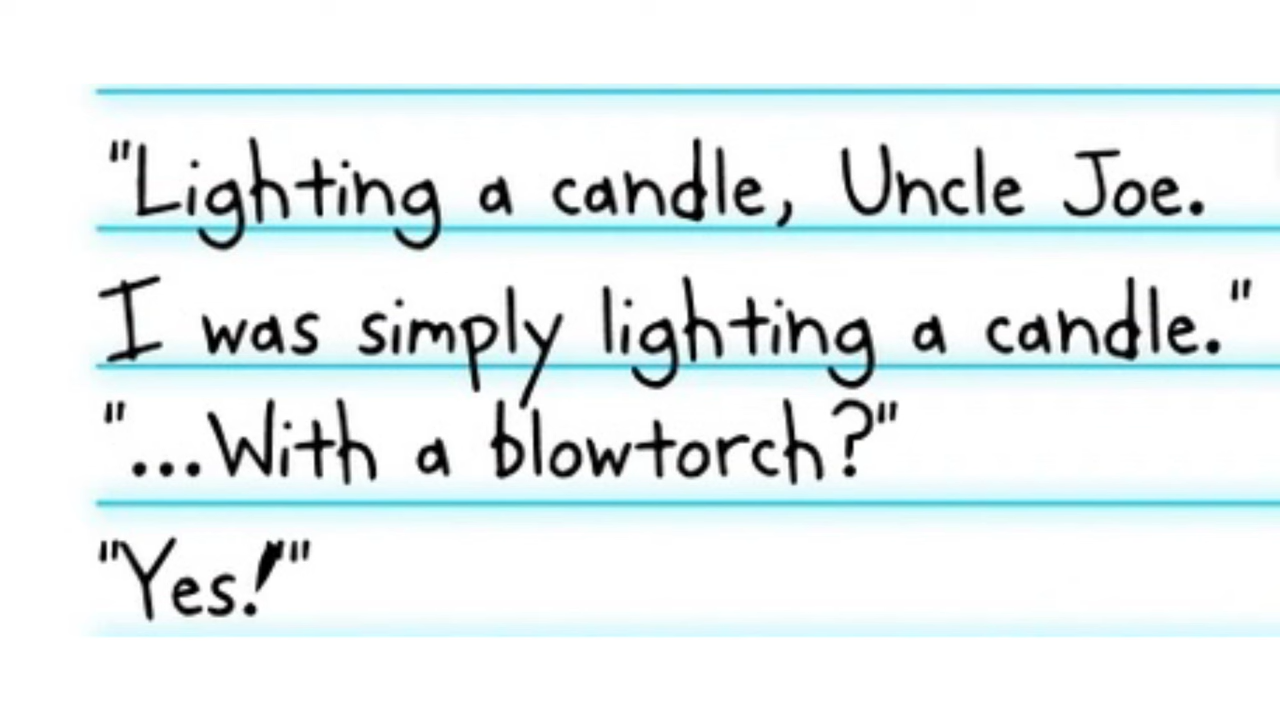 "Lighting a candle, Uncle Joe.
I was simply lighting a candle."
"...With a blowtorch?"
"Yes!"